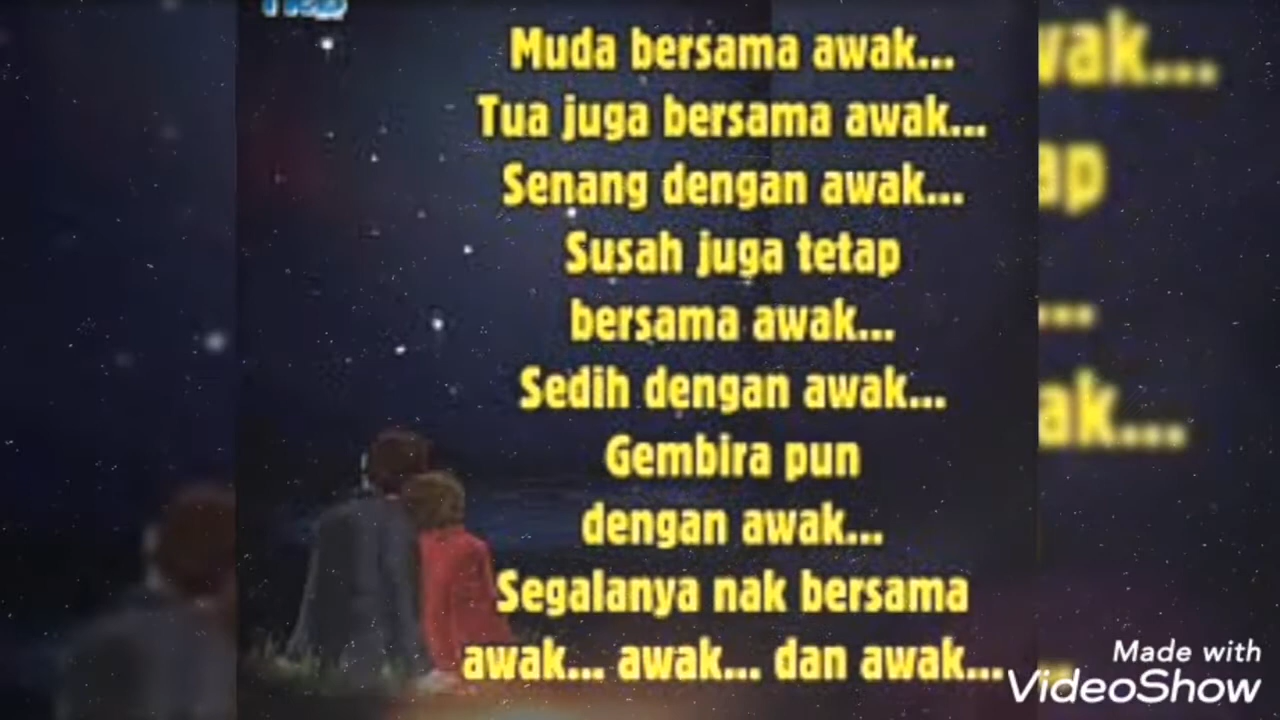 Muda bersama awak...
Tua juga bersama awak...
Senang dengan awak...
Susah juga tetap
bersama awak...
Sedih dengan awak...
Gembira pun
dengan awak...
Segalanya nak bersama
awak... awak... dan awak...
Made with
VideoShow